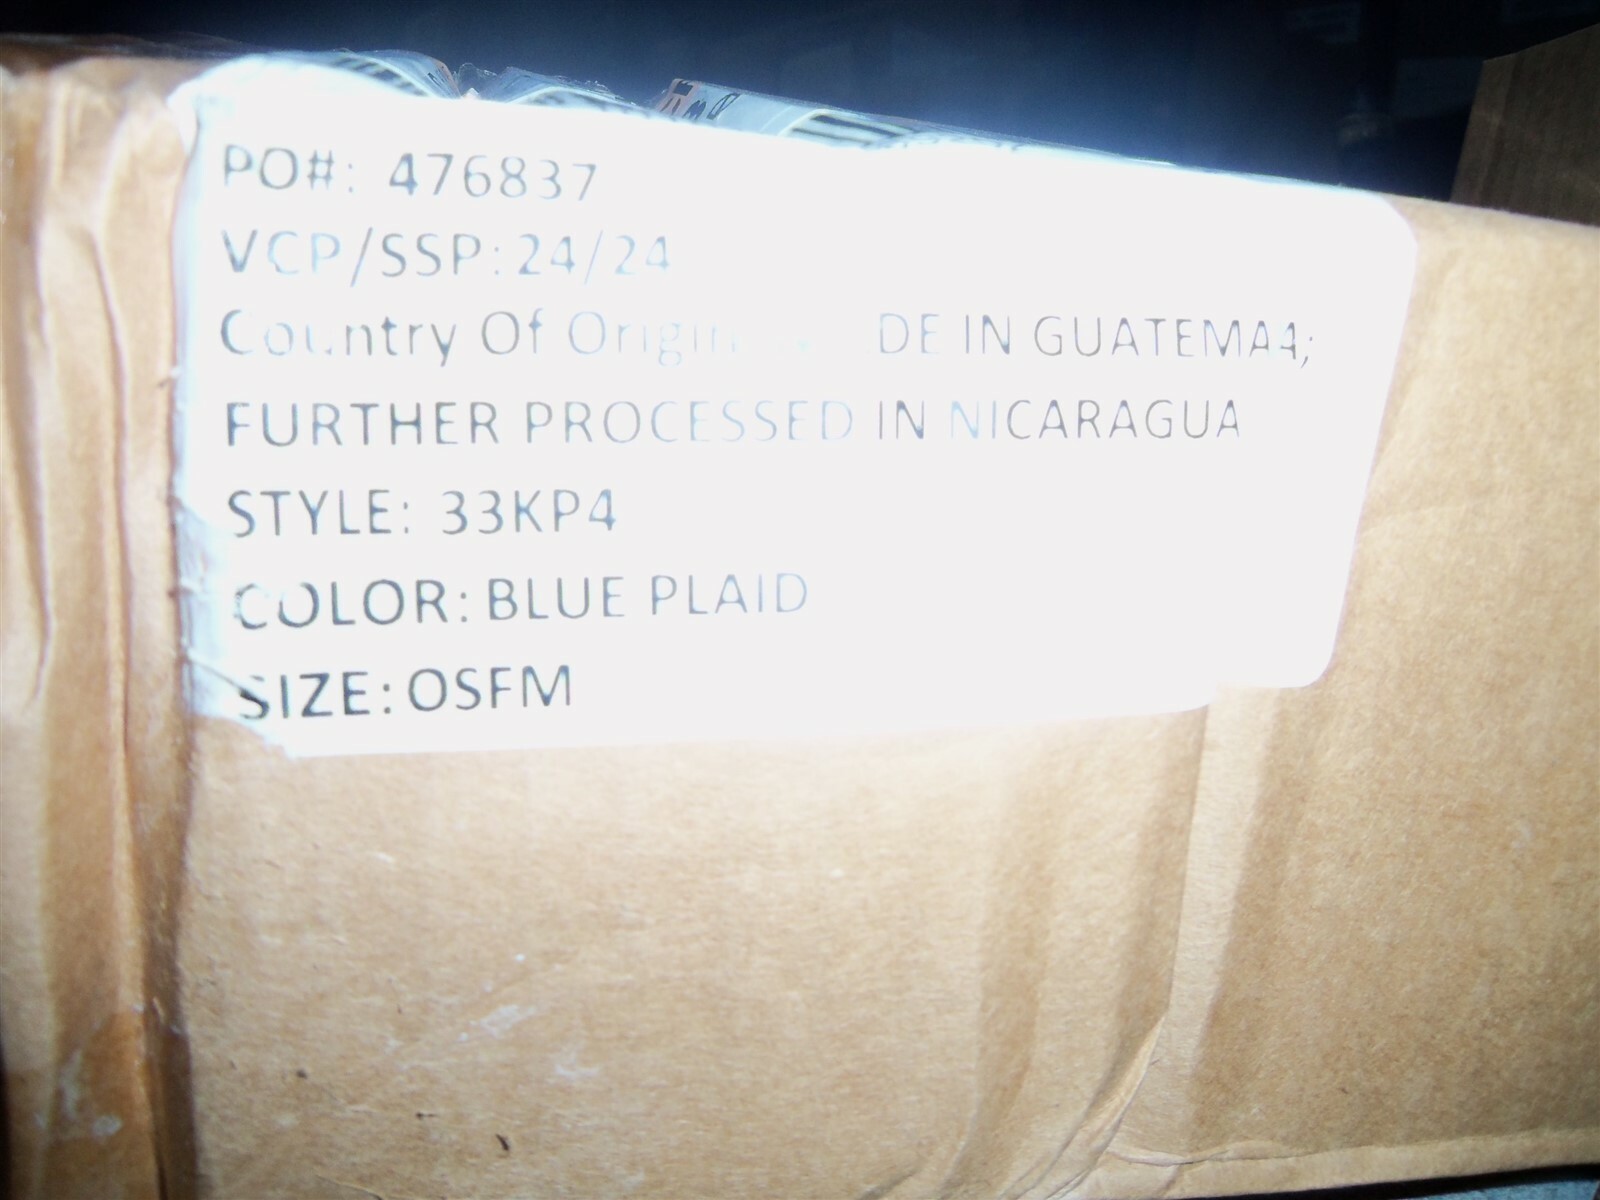 PO#: 476837
VCP/SSP: 24/24
Country Of Origin DE IN GUATEMAA;
FURTHER PROCESSED IN NICARAGUA
STYLE: 33KP4
COLOR: BLUE PLAID
SIZE: OSFM